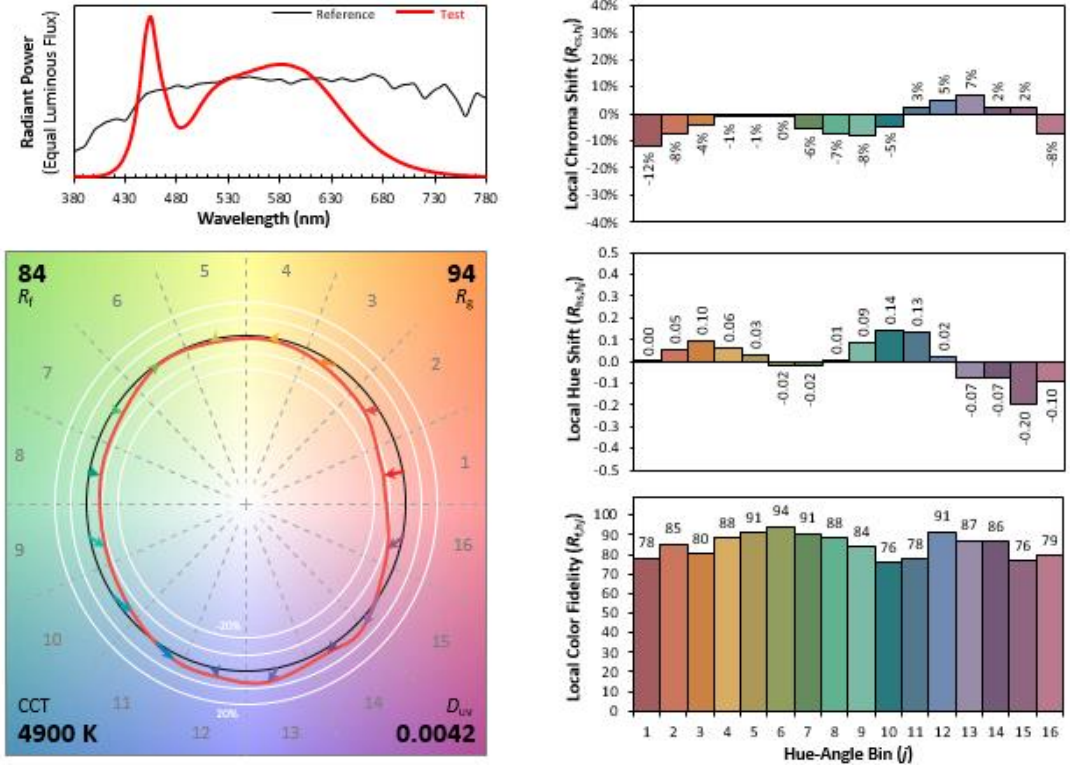 Radiant Power
(Equal Luminous Flux)
Reference
Test
380 430 480 530 580 630 680 730 780
Wavelength (nm)
84
Rf
94
Rg
5
4
6
3
7
2
8
1
9
16
10
15
11
12
13
14
-20%
20%
CCT
4900 K
Duv
0.0042
Local Chroma Shift (Rcs,hj)
40%
30%
20%
10%
0%
-10%
-20%
-30%
-40%
-12% -8% -4% -1% -1% 0% -6% -7% -8% -5% 3% 5% 7% 2% 2% -8%
Local Hue Shift (Rhs,hj)
0.5
0.4
0.3
0.2
0.1
0.0
-0.1
-0.2
-0.3
-0.4
-0.5
0.00 0.05 0.10 0.06 0.03 -0.02 -0.02 0.01 0.09 0.14 0.13 0.02 -0.07 -0.07 -0.20 -0.10
Local Color Fidelity (Rf,hj)
100
90
80
70
60
50
40
30
20
10
0
78 85 80 88 91 94 91 88 84 76 78 91 87 86 76 79
1 2 3 4 5 6 7 8 9 10 11 12 13 14 15 16
Hue-Angle Bin (j)